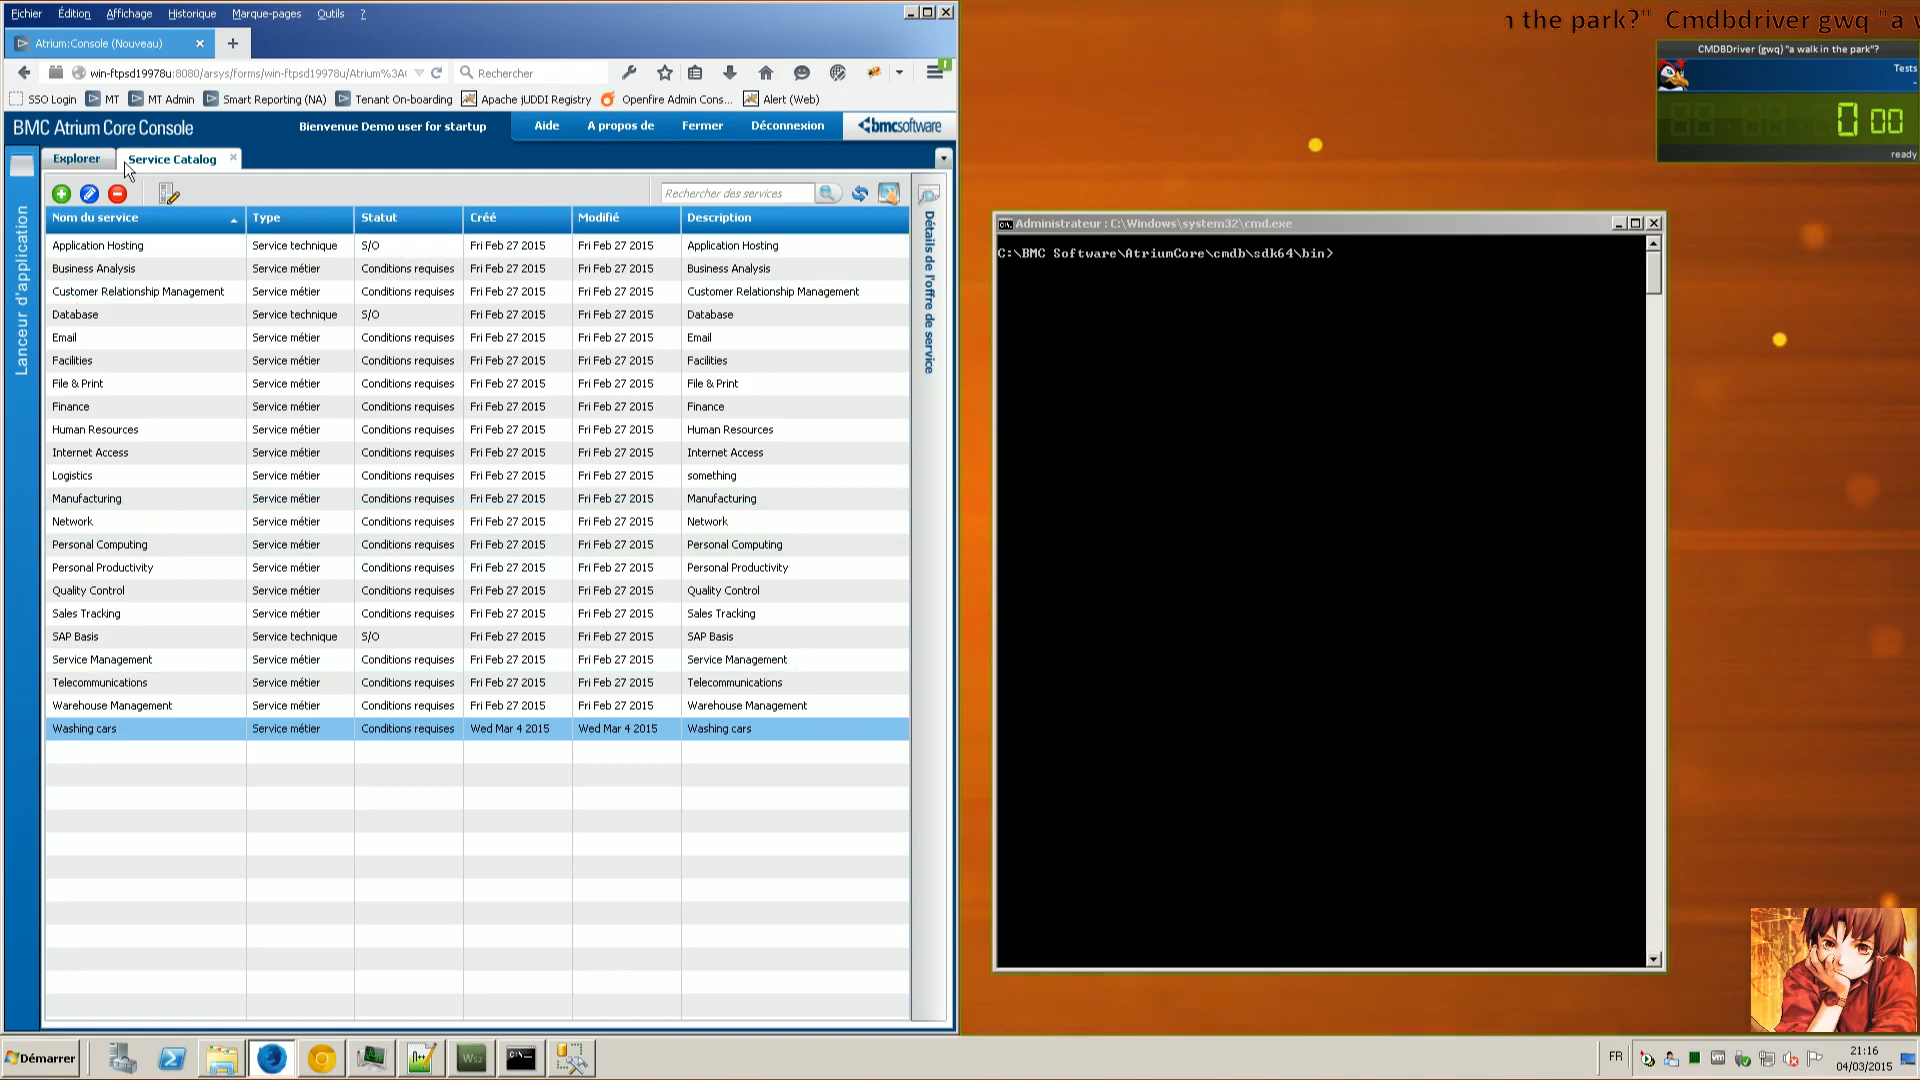 Fichier Édition Affichage Historique Marque-pages Outils ?
Atrium:Console (Nouveau)
win-ftpsd19978u:8080/arsys/forms/win-ftpsd19978u/Atrium%3A(
Rechercher
SSO Login MT MT Admin Smart Reporting (NA) Tenant On-boarding Apache jUDDI Registry Openfire Admin Cons... Alert (Web)
BMC Atrium Core Console Bienvenue Demo user for startup Aide A propos de Fermer Déconnexion bmcsoftware
Explorer Service Catalog
Rechercher des services
Lanceur d'application
Détails de l'offre de service
Nom du service Type Statut Créé Modifié Description
Application Hosting Service technique S/O Fri Feb 27 2015 Fri Feb 27 2015 Application Hosting
Business Analysis Service métier Conditions requises Fri Feb 27 2015 Fri Feb 27 2015 Business Analysis
Customer Relationship Management Service métier Conditions requises Fri Feb 27 2015 Fri Feb 27 2015 Customer Relationship Management
Database Service technique S/O Fri Feb 27 2015 Fri Feb 27 2015 Database
Email Service métier Conditions requises Fri Feb 27 2015 Fri Feb 27 2015 Email
Facilities Service métier Conditions requises Fri Feb 27 2015 Fri Feb 27 2015 Facilities
File & Print Service métier Conditions requises Fri Feb 27 2015 Fri Feb 27 2015 File & Print
Finance Service métier Conditions requises Fri Feb 27 2015 Fri Feb 27 2015 Finance
Human Resources Service métier Conditions requises Fri Feb 27 2015 Fri Feb 27 2015 Human Resources
Internet Access Service métier Conditions requises Fri Feb 27 2015 Fri Feb 27 2015 Internet Access
Logistics Service métier Conditions requises Fri Feb 27 2015 Fri Feb 27 2015 something
Manufacturing Service métier Conditions requises Fri Feb 27 2015 Fri Feb 27 2015 Manufacturing
Network Service métier Conditions requises Fri Feb 27 2015 Fri Feb 27 2015 Network
Personal Computing Service métier Conditions requises Fri Feb 27 2015 Fri Feb 27 2015 Personal Computing
Personal Productivity Service métier Conditions requises Fri Feb 27 2015 Fri Feb 27 2015 Personal Productivity
Quality Control Service métier Conditions requises Fri Feb 27 2015 Fri Feb 27 2015 Quality Control
Sales Tracking Service métier Conditions requises Fri Feb 27 2015 Fri Feb 27 2015 Sales Tracking
SAP Basis Service technique S/O Fri Feb 27 2015 Fri Feb 27 2015 SAP Basis
Service Management Service métier Conditions requises Fri Feb 27 2015 Fri Feb 27 2015 Service Management
Telecommunications Service métier Conditions requises Fri Feb 27 2015 Fri Feb 27 2015 Telecommunications
Warehouse Management Service métier Conditions requises Fri Feb 27 2015 Fri Feb 27 2015 Warehouse Management
Washing cars Service métier Conditions requises Wed Mar 4 2015 Wed Mar 4 2015 Washing cars
the park?" Cmdbdriver gwq "a
CMDBDriver (gwq) "a walk in the park"?
Tests
-
0 00
ready
Administrateur : C:\Windows\system32\cmd.exe
C:\BMC Software\AtriumCore\cmdb\sdk64\bin>
Démarrer
FR
21:16
04/03/2015